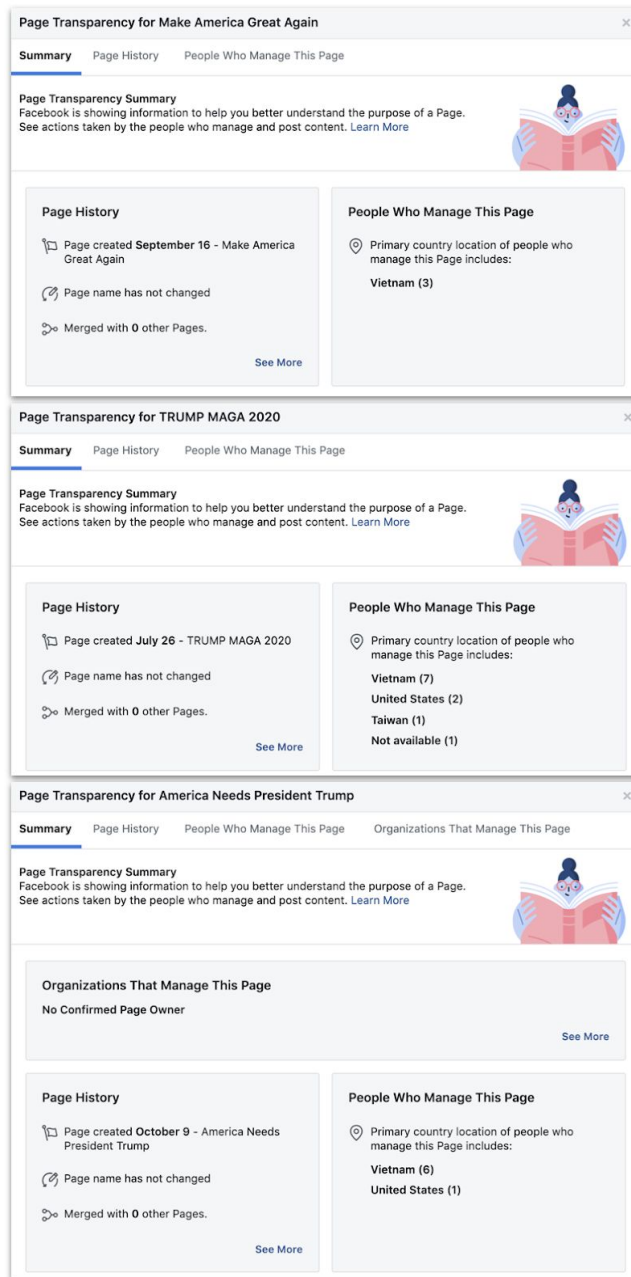 Page Transparency for Make America Great Again
Summary Page History People Who Manage This Page
Page Transparency Summary
Facebook is showing information to help you better understand the purpose of a Page.
See actions taken by the people who manage and post content. Learn More
Page History
Page created September 16 - Make America
Great Again
Page name has not changed
Merged with 0 other Pages.
See More
People Who Manage This Page
Primary country location of people who
manage this Page includes:
Vietnam (3)
Page Transparency for TRUMP MAGA 2020
Summary Page History People Who Manage This Page
Page Transparency Summary
Facebook is showing information to help you better understand the purpose of a Page.
See actions taken by the people who manage and post content. Learn More
Page History
Page created July 26 - TRUMP MAGA 2020
Page name has not changed
Merged with 0 other Pages.
See More
People Who Manage This Page
Primary country location of people who
manage this Page includes:
Vietnam (7)
United States (2)
Taiwan (1)
Not available (1)
Page Transparency for America Needs President Trump
Summary Page History People Who Manage This Page Organizations That Manage This Page
Page Transparency Summary
Facebook is showing information to help you better understand the purpose of a Page.
See actions taken by the people who manage and post content. Learn More
Organizations That Manage This Page
No Confirmed Page Owner
See More
Page History
Page created October 9 - America Needs
President Trump
Page name has not changed
Merged with 0 other Pages.
See More
People Who Manage This Page
Primary country location of people who
manage this Page includes:
Vietnam (6)
United States (1)